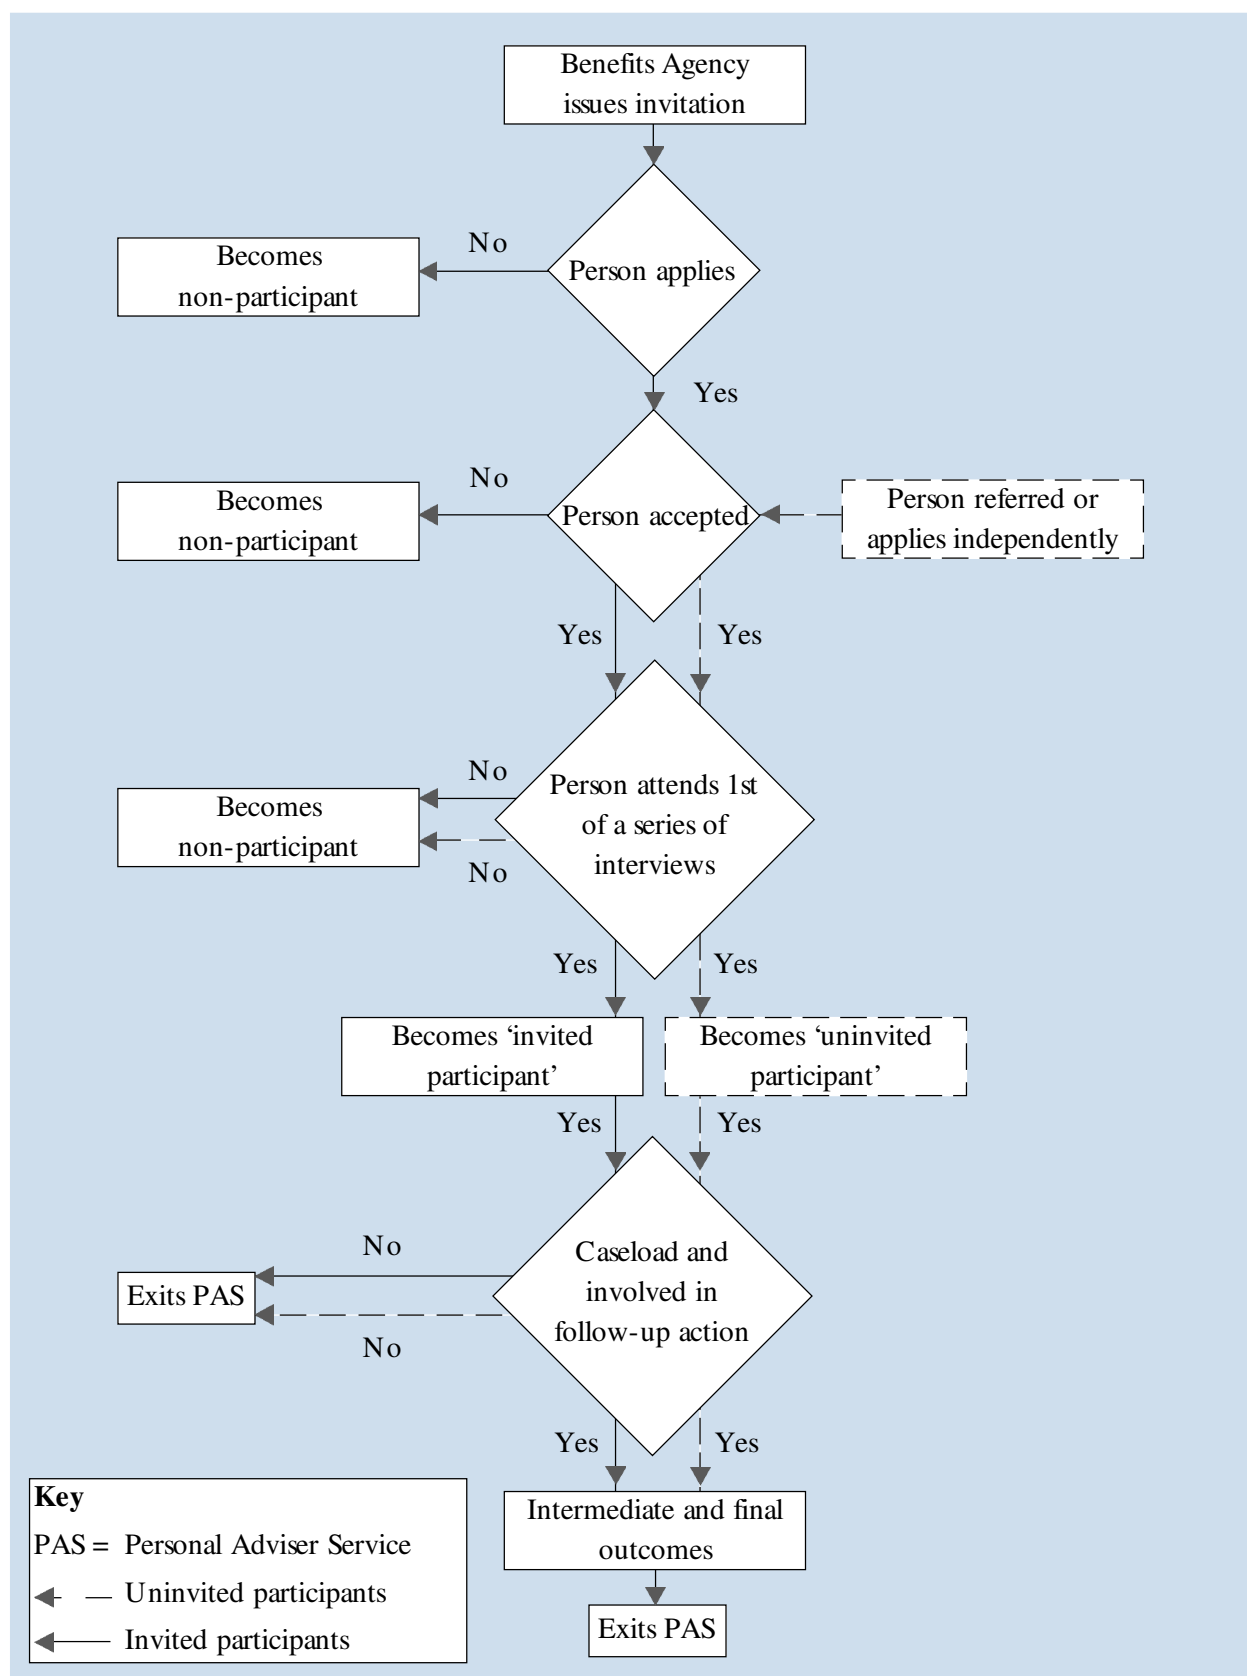 Benefits Agency
issues invitation
No
Becomes
non-participant
Person applies
Yes
No
Becomes
non-participant
Person accepted
Person referred or
applies independently
Yes
Yes
No
Becomes
non-participant
No
Person attends 1st
of a series of
interviews
Yes
Yes
Becomes ‘invited
participant’
Becomes ‘uninvited
participant’
Yes
Yes
No
Exits PAS
No
Caseload and
involved in
follow-up action
Yes
Yes
Intermediate and final
outcomes
Exits PAS
Key
PAS = Personal Adviser Service
Uninvited participants
Invited participants